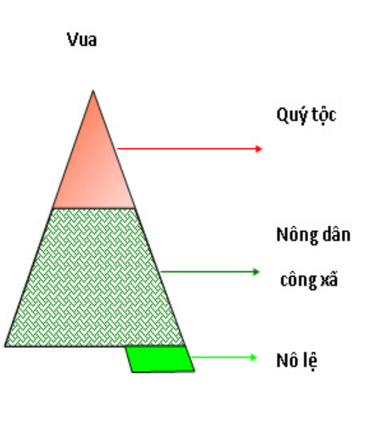 Vua
Quý tộc
Nông dân
công xã
Nô lệ